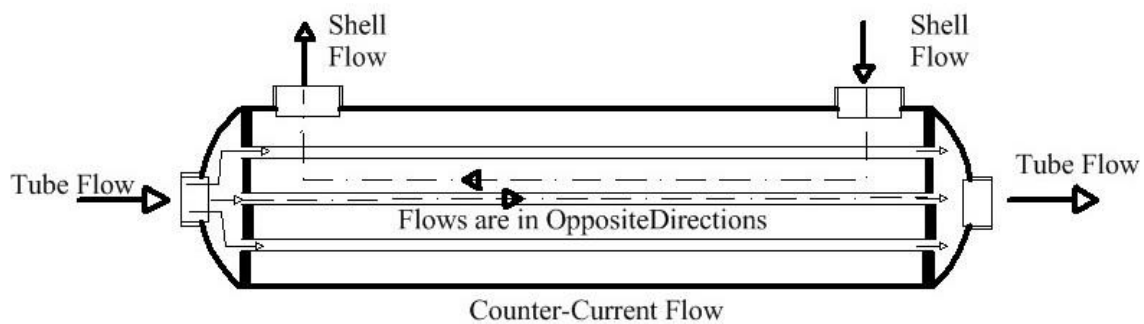 Shell
Flow
Shell
Flow
Tube Flow
Tube Flow
Flows are in OppositeDirections
Counter-Current Flow